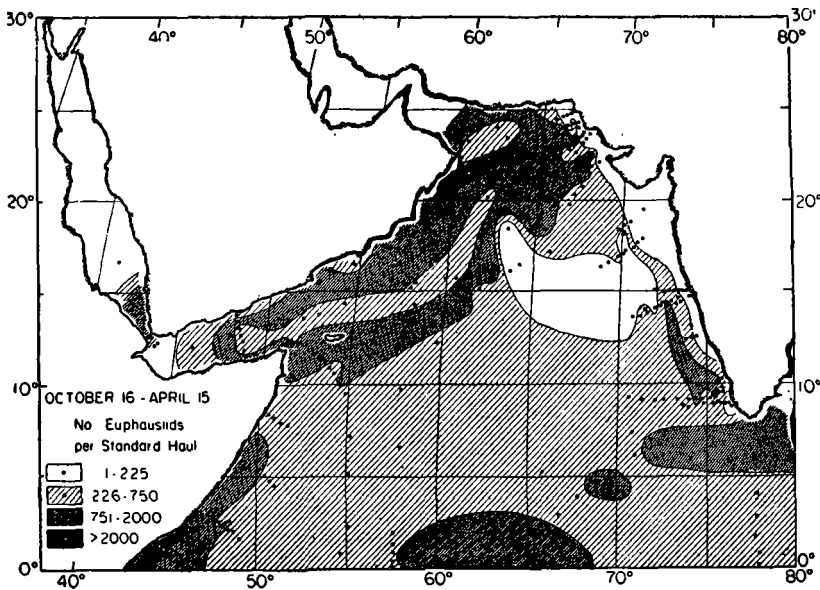 30° 40° 50° 60° 70° 80° 30°
20° 20°
10° 10°
OCTOBER 16 - APRIL 15
No Euphausiids
per Standard Haul
1-225
226-750
751-2000
>2000
0° 0°
40° 50° 60° 70° 80°